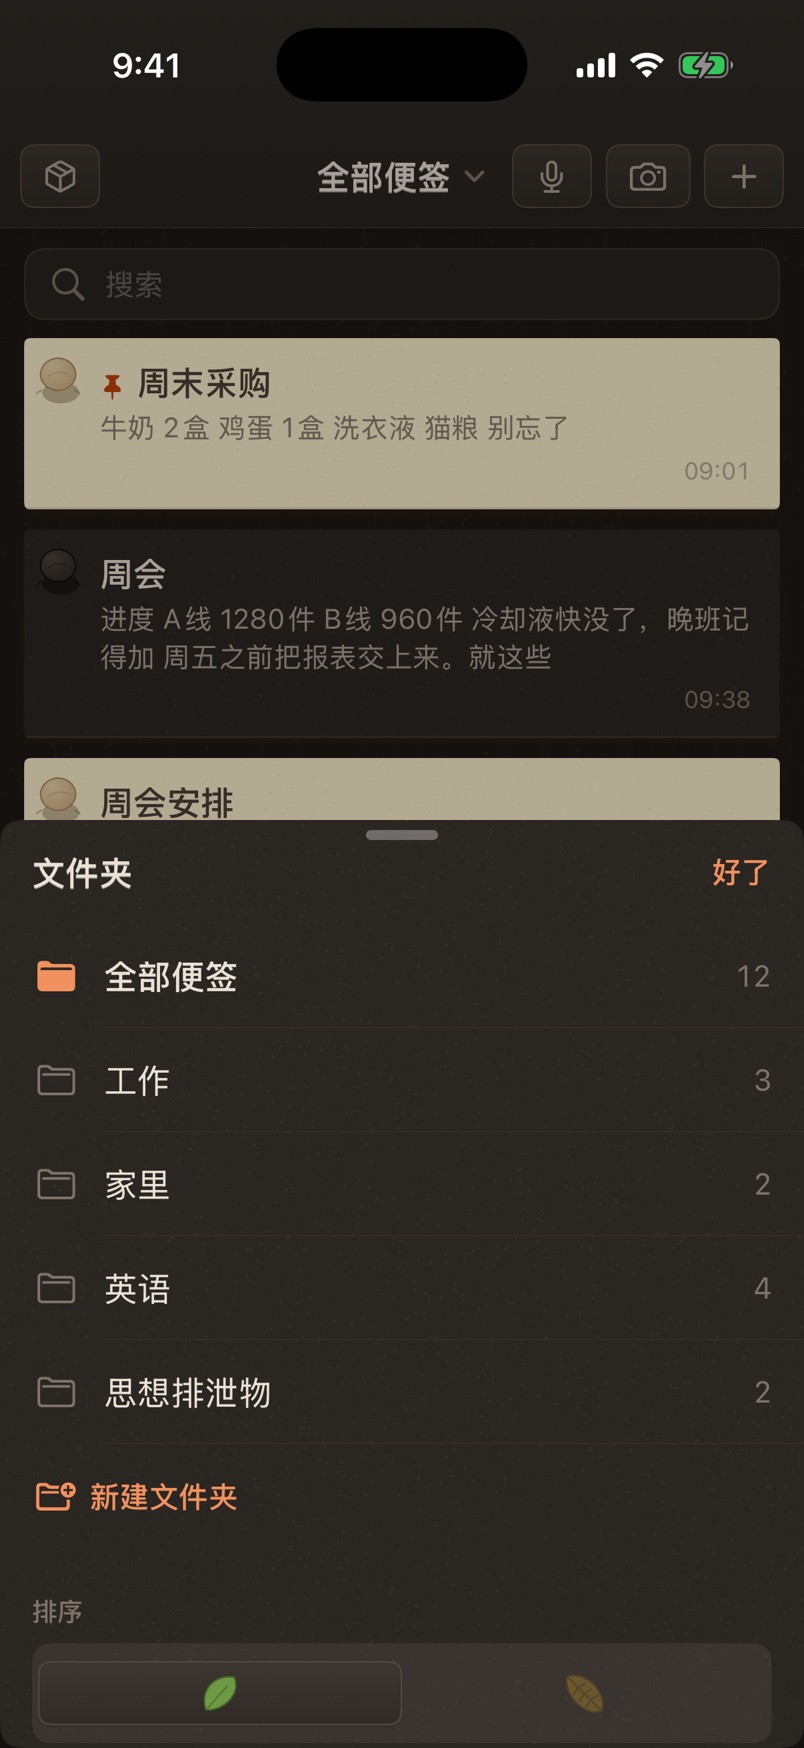 9:41
全部便签
搜索
周末采购
牛奶 2盒 鸡蛋 1盒 洗衣液 猫粮 别忘了
09:01
周会
进度 A线 1280件 B线 960件 冷却液快没了，晚班记
得加 周五之前把报表交上来。就这些
09:38
周会安排
文件夹
好了
全部便签 12
工作 3
家里 2
英语 4
思想排泄物 2
新建文件夹
排序